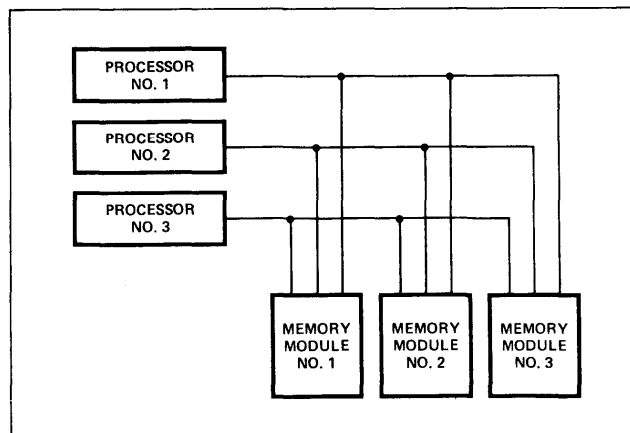 PROCESSOR
NO. 1
PROCESSOR
NO. 2
PROCESSOR
NO. 3
MEMORY
MODULE
NO. 1
MEMORY
MODULE
NO. 2
MEMORY
MODULE
NO. 3